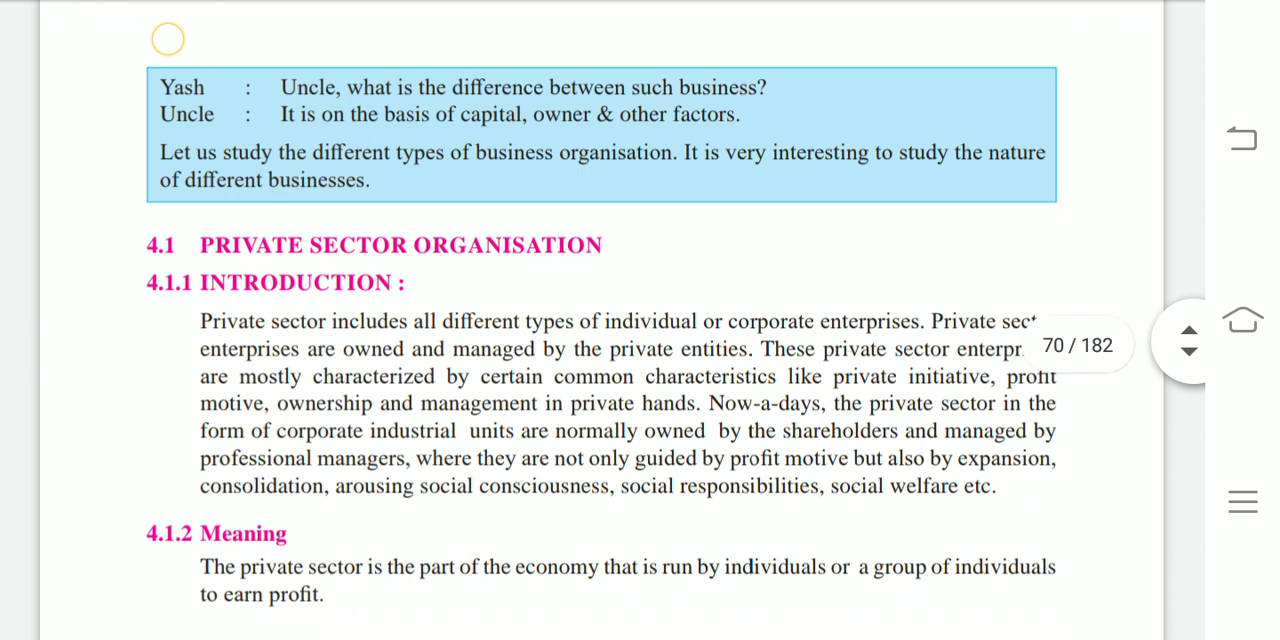 Yash : Uncle, what is the difference between such business?
Uncle : It is on the basis of capital, owner & other factors.
Let us study the different types of business organisation. It is very interesting to study the nature
of different businesses.
4.1 PRIVATE SECTOR ORGANISATION
4.1.1 INTRODUCTION :
Private sector includes all different types of individual or corporate enterprises. Private
enterprises are owned and managed by the private entities. These private sector
70 / 182
are mostly characterized by certain common characteristics like private initiative, profit
motive, ownership and management in private hands. Now-a-days, the private sector in the
form of corporate industrial units are normally owned by the shareholders and managed by
professional managers, where they are not only guided by profit motive but also by expansion,
consolidation, arousing social consciousness, social responsibilities, social welfare etc.
4.1.2 Meaning
The private sector is the part of the economy that is run by individuals or a group of individuals
to earn profit.